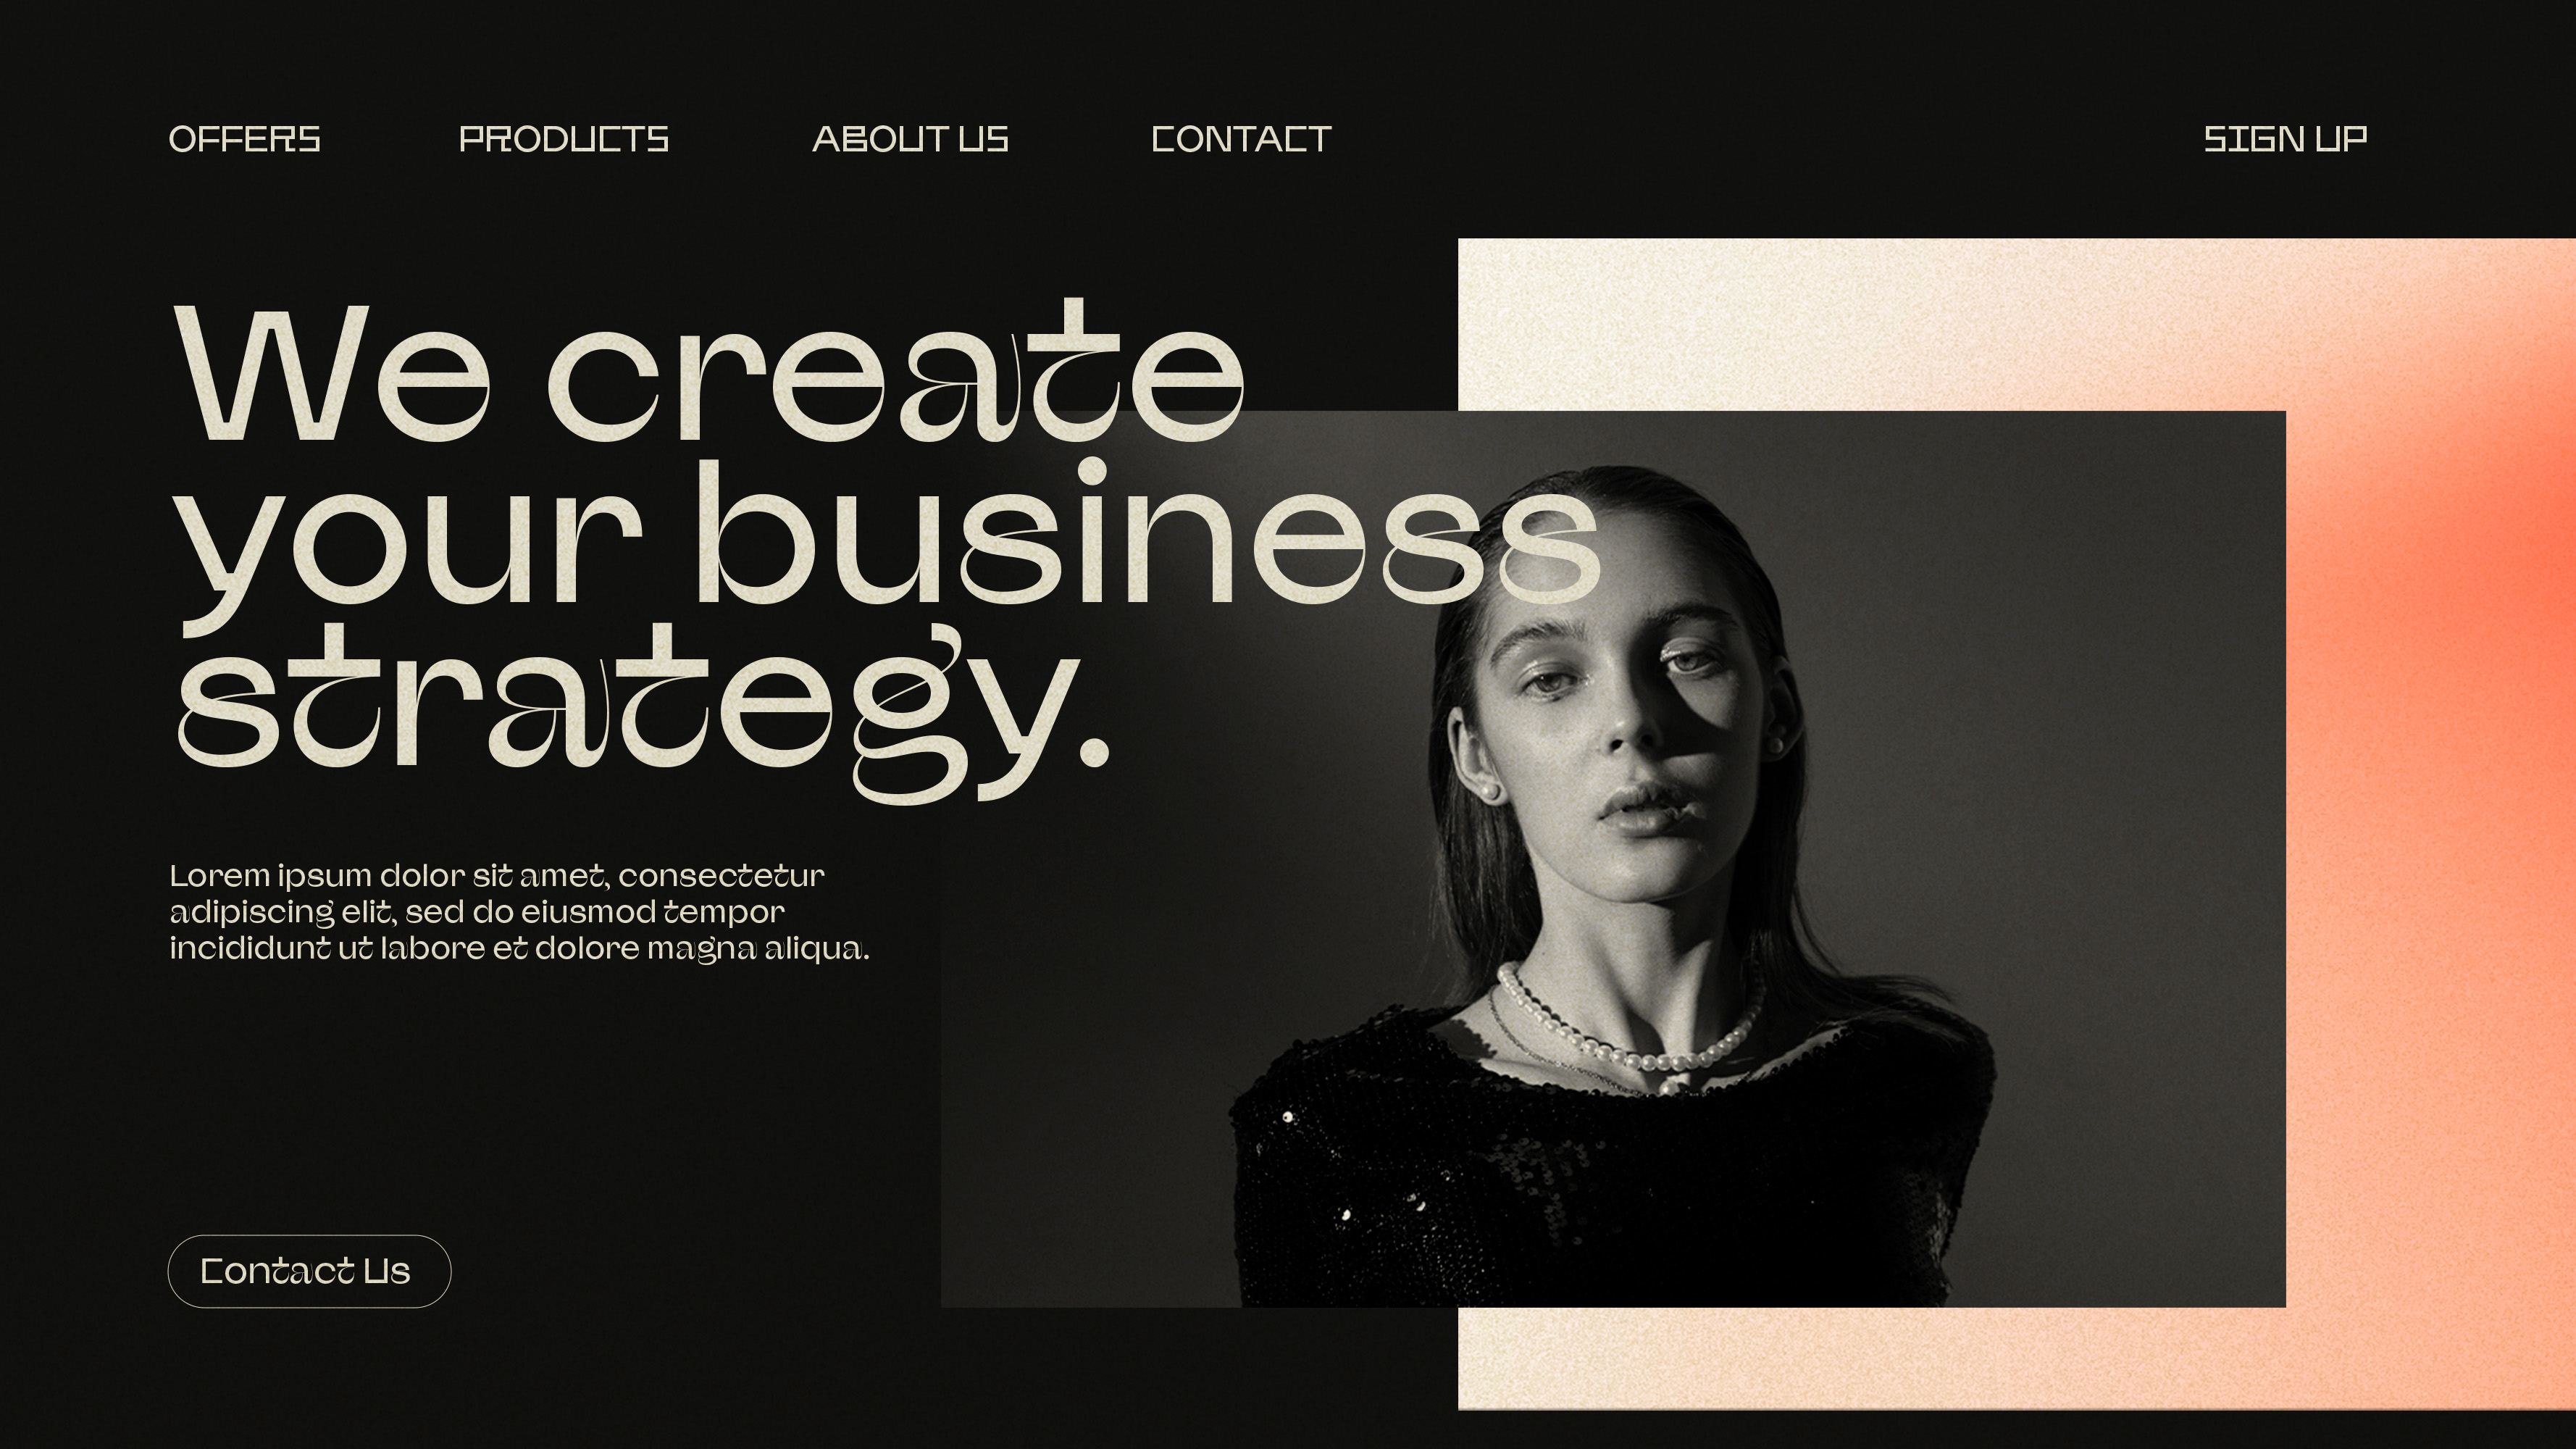 OFFERS PRODUCTS ABOUT US CONTACT SIGN UP
We create
your business
strategy.
Lorem ipsum dolor sit amet, consectetur
adipiscing elit, sed do eiusmod tempor
incididunt ut labore et dolore magna aliqua.
Contact Us